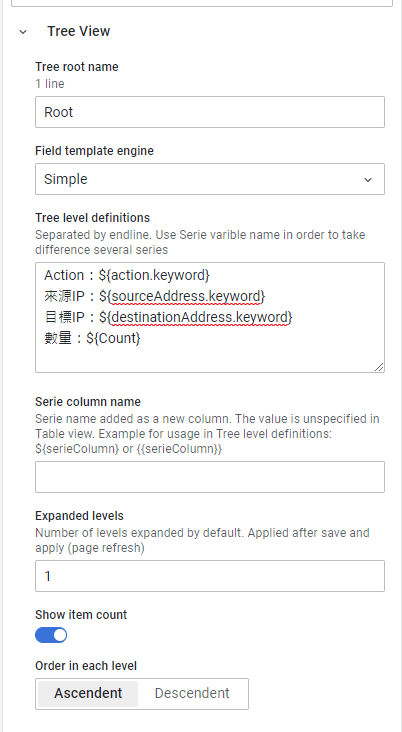 Tree View
Tree root name
1 line
Root
Field template engine
Simple
Tree level definitions
Separated by endline. Use Serie varible name in order to take
difference several series
Action：${action.keyword}
來源IP：${sourceAddress.keyword}
目標IP：${destinationAddress.keyword}
數量：${Count}
Serie column name
Serie name added as a new column. The value is unspecified in
Table view. Example for usage in Tree level definitions:
${serieColumn} or {{serieColumn}}
Expanded levels
Number of levels expanded by default. Applied after save and
apply (page refresh)
1
Show item count
Order in each level
Ascendent Descendent